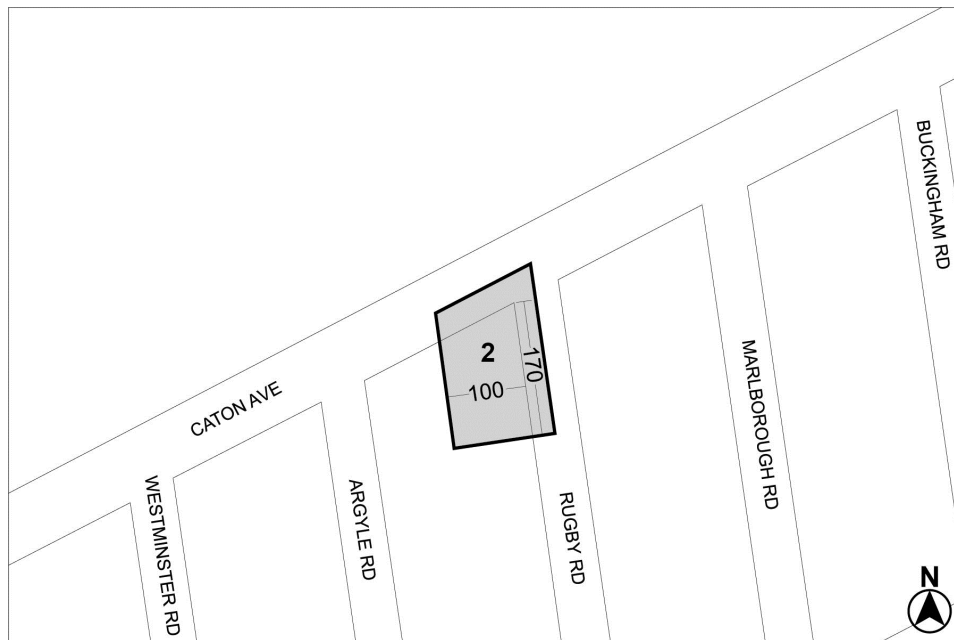 BUCKINGHAM RD
2
170
100
MARLBOROUGH RD
CATON AVE
WESTMINSTER RD
ARGYLE RD
RUGBY RD
N